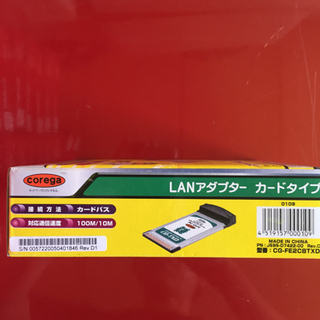 corega
LANアダプター カードタイプ
接続方法 カードバス
対応通信速度 100M/10M
S/N:0057220050401846 Rev.D1
0109
4519157000109
MADE IN CHINA
型番:CG-FE2CBTXD